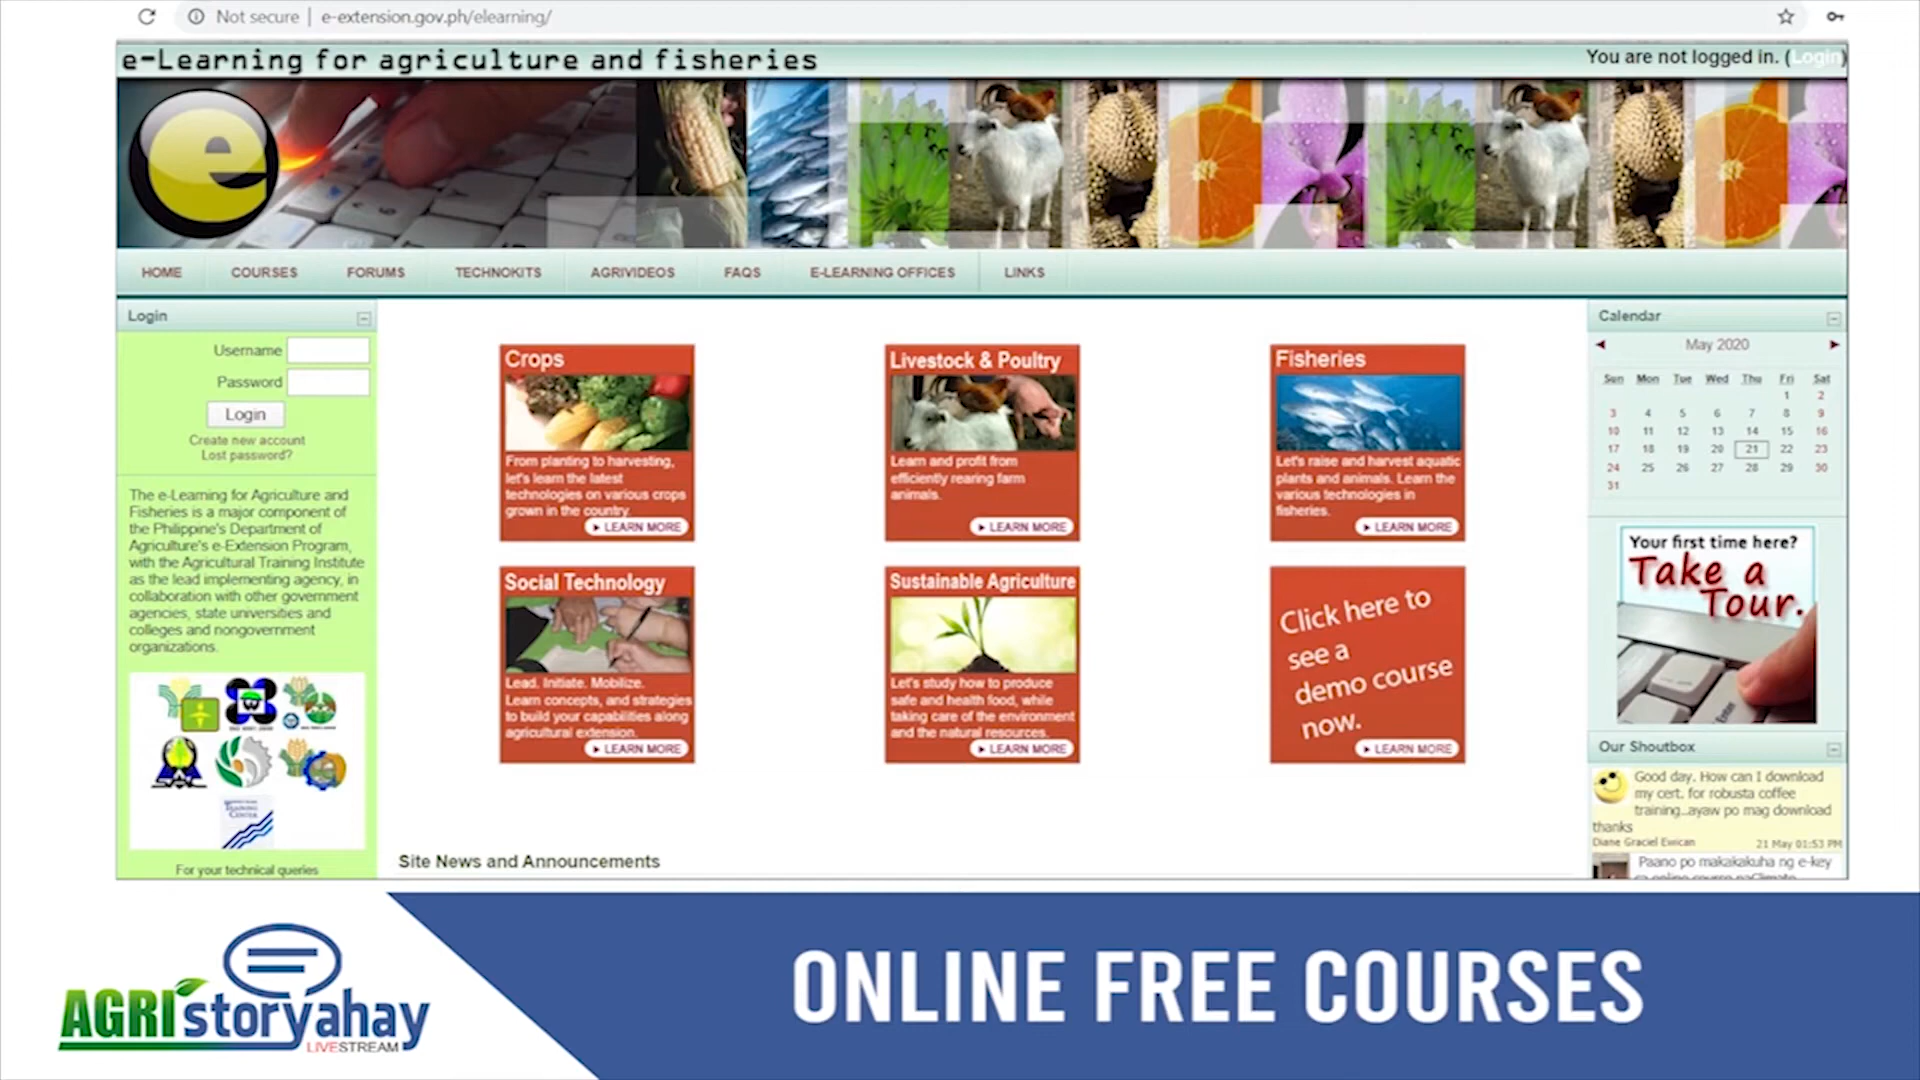 Not secure | e-extension.gov.ph/elearning/
e-Learning for agriculture and fisheries
You are not logged in. (Login)
e
HOME COURSES FORUMS TECHNOKITS AGRIVIDEOS FAQS E-LEARNING OFFICES LINKS
Login
Username
Password
Login
Create new account
Lost password?
The e-Learning for Agriculture and
Fisheries is a major component of
the Philippine's Department of
Agriculture's e-Extension Program,
with the Agricultural Training Institute
as the lead implementing agency, in
collaboration with other government
agencies, state universities and
colleges and nongovernment
organizations.
TRAINING
CENTER
For your technical queries
Crops
From planting to harvesting,
let's learn the latest
technologies on various crops
grown in the country.
LEARN MORE
Livestock & Poultry
Learn and profit from
efficiently rearing farm
animals.
LEARN MORE
Fisheries
Let's raise and harvest aquatic
plants and animals. Learn the
various technologies in
fisheries.
LEARN MORE
Social Technology
Lead. Initiate. Mobilize.
Learn concepts, and strategies
to build your capabilities along
agricultural extension.
LEARN MORE
Sustainable Agriculture
Let's study how to produce
safe and health food, while
taking care of the environment
and the natural resources.
LEARN MORE
Click here to
see a
demo course
now.
LEARN MORE
Site News and Announcements
Calendar
May 2020
Sun Mon Tue Wed Thu Fri Sat
1 2
3 4 5 6 7 8 9
10 11 12 13 14 15 16
17 18 19 20 21 22 23
24 25 26 27 28 29 30
31
Your first time here?
Take a
Tour.
Enter
Our Shoutbox
Good day. How can I download
my cert. for robusta coffee
training..ayaw po mag download
thanks
Diane Graciel Ewican 21 May 01:53 PM
Paano po makakakuha ng e-key
AGRIstoryahay
LIVESTREAM
ONLINE FREE COURSES